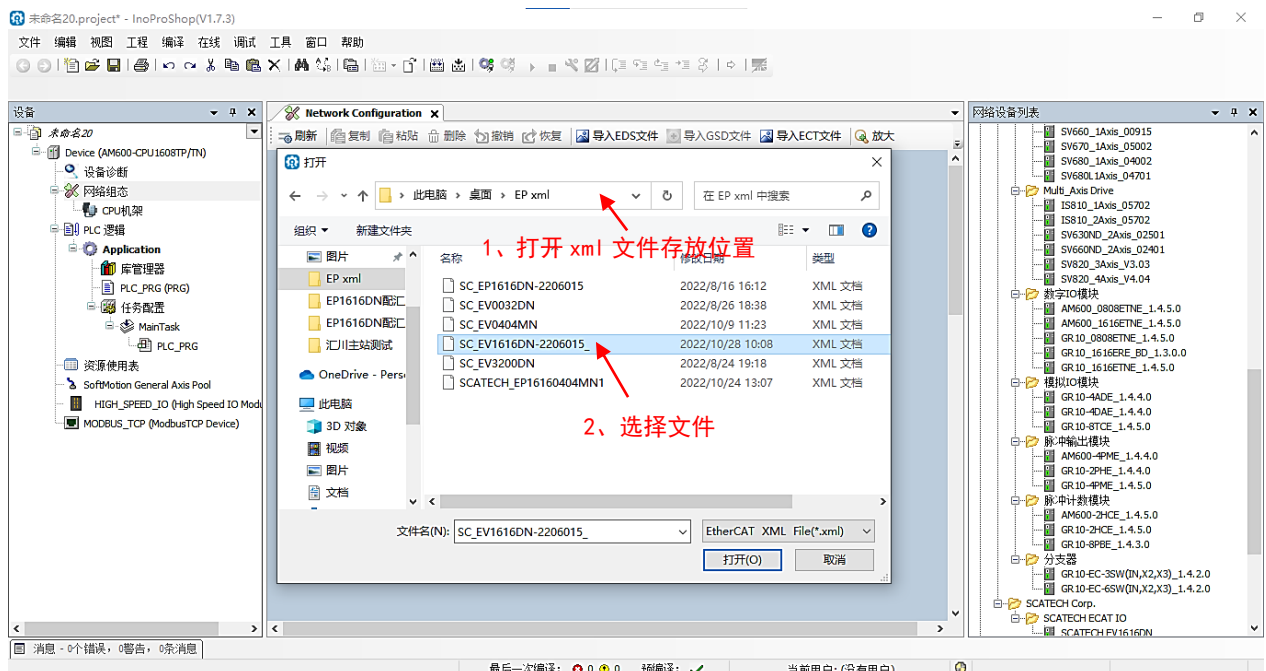 未命名20.project* - InoProShop(V1.7.3)
文件 编辑 视图 工程 编译 在线 调试 工具 窗口 帮助
设备
未命名20
Device (AM600-CPU1608TP/TN)
设备诊断
网络组态
CPU机架
PLC 逻辑
Application
库管理器
PLC_PRG (PRG)
任务配置
MainTask
PLC_PRG
资源使用表
SoftMotion General Axis Pool
HIGH_SPEED_IO (High Speed IO Modu
MODBUS_TCP (ModbusTCP Device)
Network Configuration
刷新 复制 粘贴 删除 撤销 恢复 导入EDS文件 导入GSD文件 导入ECT文件 放大
打开
此电脑 › 桌面 › EP xml
在 EP xml 中搜索
组织 新建文件夹
1、打开 xml 文件存放位置
图片
EP xml
EP1616DN配汇
EP1616DN配汇
汇川主站测试
OneDrive - Perso
此电脑
3D 对象
视频
图片
文档
名称 修改日期 类型
SC_EP1616DN-2206015 2022/8/16 16:12 XML 文档
SC_EV0032DN 2022/8/26 18:38 XML 文档
SC_EV0404MN 2022/10/9 11:23 XML 文档
SC_EV1616DN-2206015_ 2022/10/28 10:08 XML 文档
SC_EV3200DN 2022/8/24 19:18 XML 文档
SCATECH_EP16160404MN1 2022/10/24 13:07 XML 文档
2、选择文件
文件名(N): SC_EV1616DN-2206015_ EtherCAT XML File(*.xml)
打开(O) 取消
网络设备列表
SV660_1Axis_00915
SV670_1Axis_05002
SV680_1Axis_04002
SV680L1Axis_04701
Multi_Axis Drive
IS810_1Axis_05702
IS810_2Axis_05702
SV630ND_2Axis_02501
SV660ND_2Axis_02401
SV820_3Axis_V3.03
SV820_4Axis_V4.04
数字IO模块
AM600_0808ETNE_1.4.5.0
AM600_1616ETNE_1.4.5.0
GR10_0808ETNE_1.4.5.0
GR10_1616ERE_BD_1.3.0.0
GR10_1616ETNE_1.4.5.0
模拟IO模块
GR10-4ADE_1.4.4.0
GR10-4DAE_1.4.4.0
GR10-8TCE_1.4.5.0
脉冲输出模块
AM600-4PME_1.4.4.0
GR10-2PHE_1.4.4.0
GR10-4PME_1.4.5.0
脉冲计数模块
AM600-2HCE_1.4.5.0
GR10-2HCE_1.4.5.0
GR10-8PBE_1.4.3.0
分支器
GR10-EC-3SW(IN,X2,X3)_1.4.2.0
GR10-EC-6SW(IN,X2,X3)_1.4.2.0
SCATECH Corp.
SCATECH ECAT IO
SCATECH EV1616DN
消息 - 0个错误，0警告，0条消息
最后一次编译： 0 0 预编译： 当前用户：(没有用户)